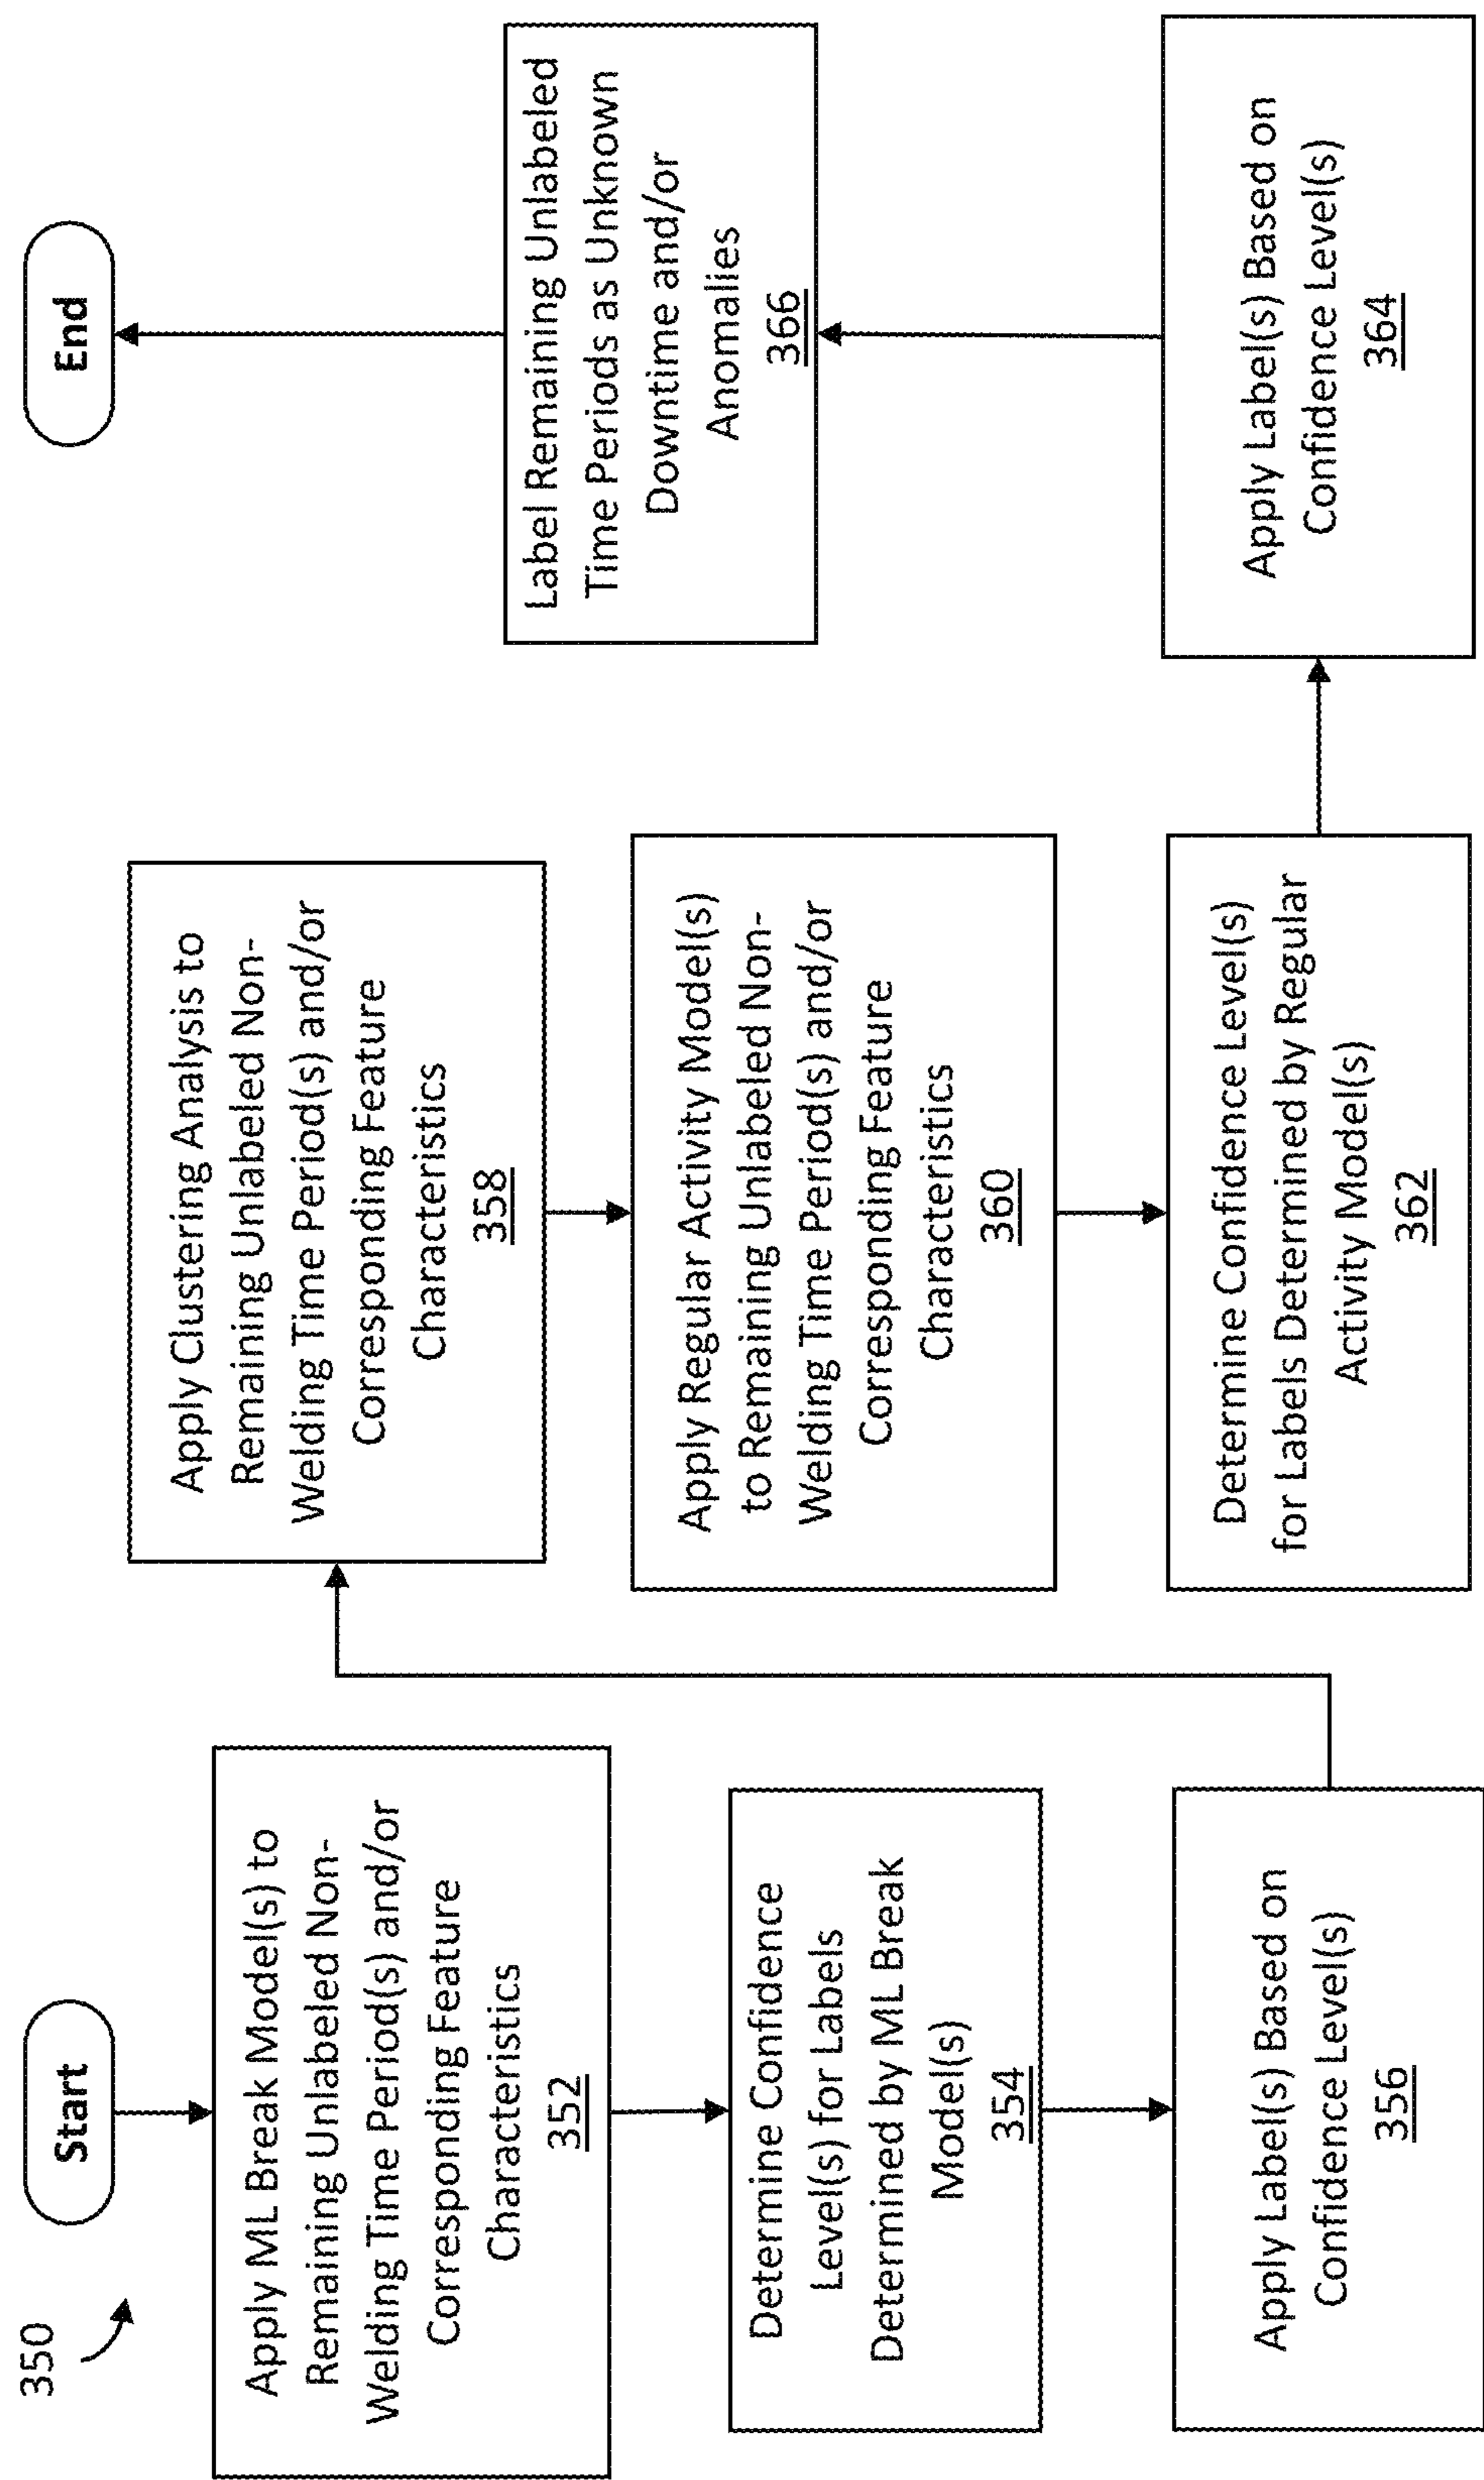 350
Start
Apply ML Break Model(s) to
Remaining Unlabeled Non-
Welding Time Period(s) and/or
Corresponding Feature
Characteristics
352
Determine Confidence
Level(s) for Labels
Determined by ML Break
Model(s)
354
Apply Label(s) Based on
Confidence Level(s)
356
Apply Clustering Analysis to
Remaining Unlabeled Non-
Welding Time Period(s) and/or
Corresponding Feature
Characteristics
358
Apply Regular Activity Model(s)
to Remaining Unlabeled Non-
Welding Time Period(s) and/or
Corresponding Feature
Characteristics
360
Determine Confidence Level(s)
for Labels Determined by Regular
Activity Model(s)
362
Apply Label(s) Based on
Confidence Level(s)
364
Label Remaining Unlabeled
Time Periods as Unknown
Downtime and/or
Anomalies
366
End